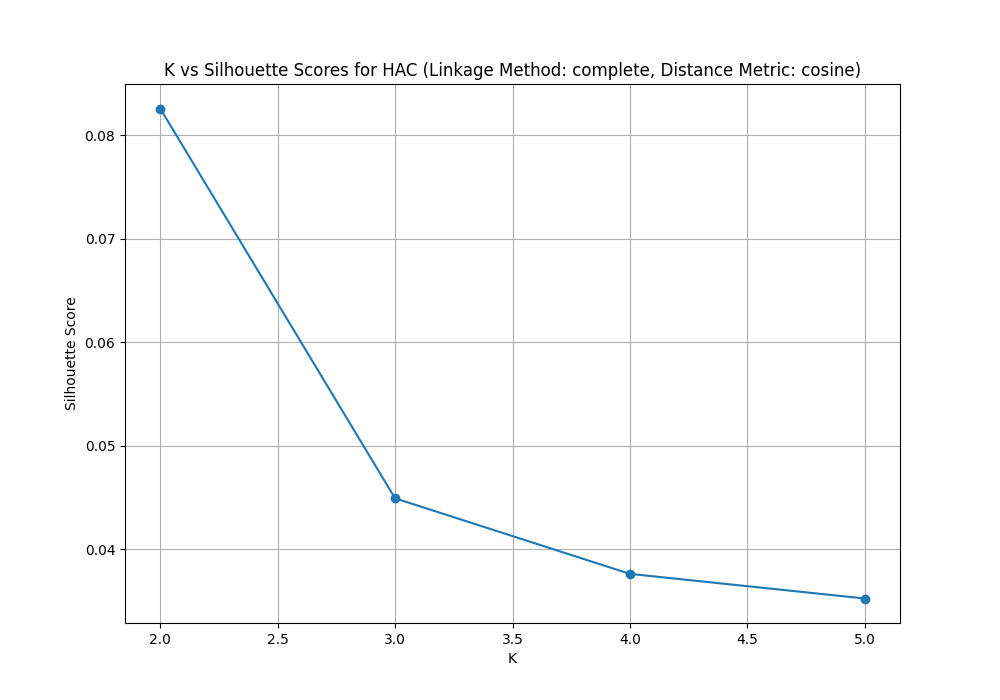 K vs Silhouette Scores for HAC (Linkage Method: complete, Distance Metric: cosine)
0.08
0.07
0.06
0.05
0.04
Silhouette Score
2.0 2.5 3.0 3.5 4.0 4.5 5.0
K